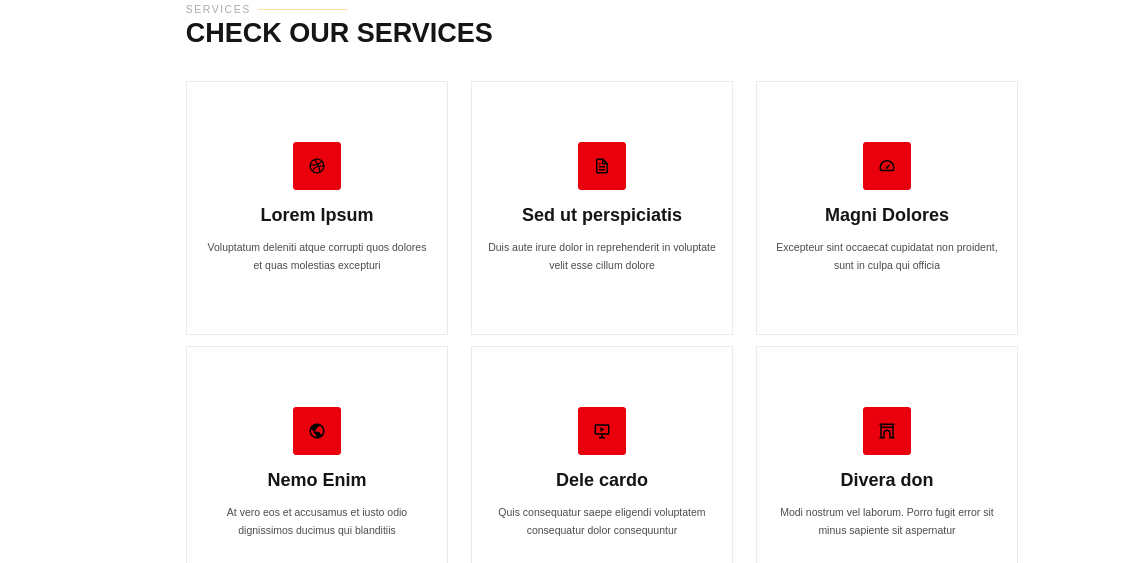 SERVICES
CHECK OUR SERVICES
Lorem Ipsum
Voluptatum deleniti atque corrupti quos dolores
et quas molestias excepturi
Sed ut perspiciatis
Duis aute irure dolor in reprehenderit in voluptate
velit esse cillum dolore
Magni Dolores
Excepteur sint occaecat cupidatat non proident,
sunt in culpa qui officia
Nemo Enim
At vero eos et accusamus et iusto odio
dignissimos ducimus qui blanditiis
Dele cardo
Quis consequatur saepe eligendi voluptatem
consequatur dolor consequuntur
Divera don
Modi nostrum vel laborum. Porro fugit error sit
minus sapiente sit aspernatur